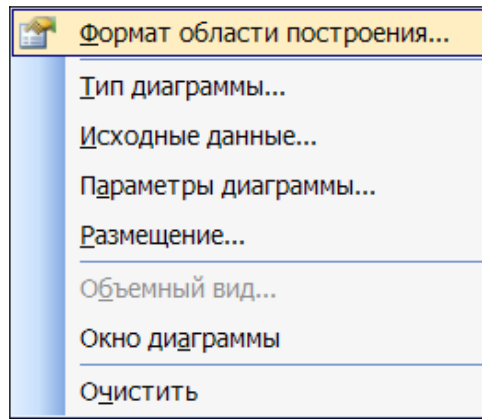 Формат области построения...
Тип диаграммы...
Исходные данные...
Параметры диаграммы...
Размещение...
Объемный вид...
Окно диаграммы
Очистить